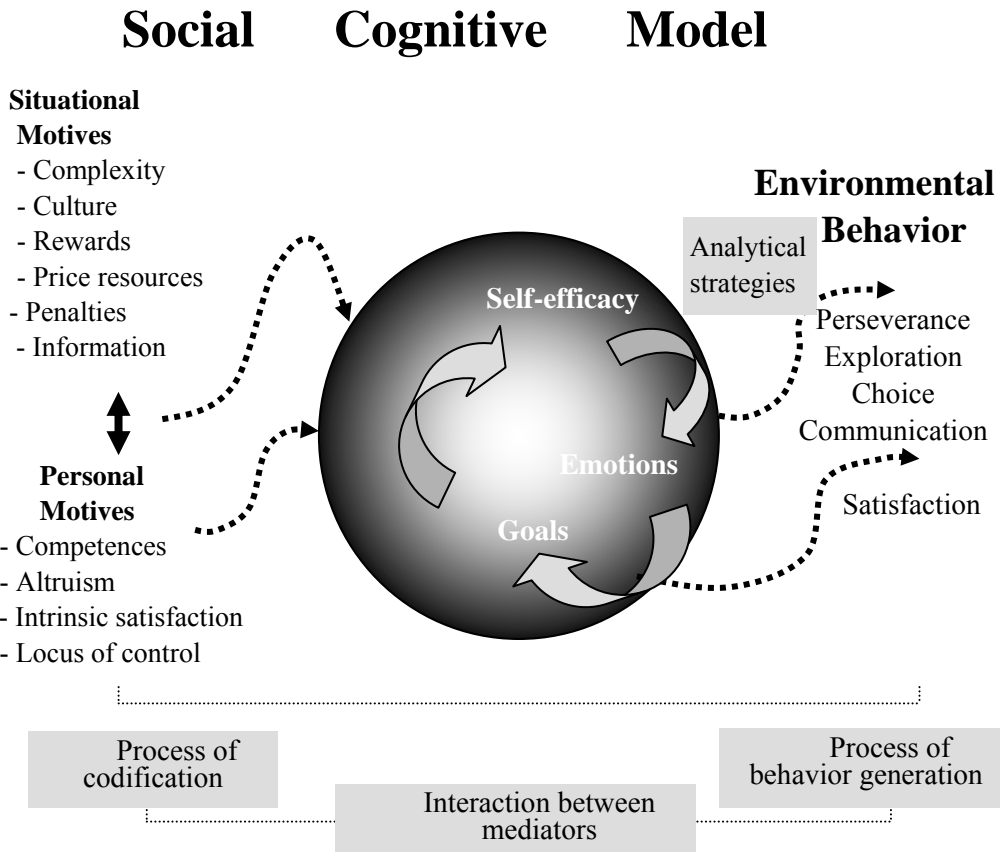 Social Cognitive Model
Situational
Motives
- Complexity
- Culture
- Rewards
- Price resources
- Penalties
- Information
Personal
Motives
- Competences
- Altruism
- Intrinsic satisfaction
- Locus of control
Self-efficacy
Emotions
Goals
Analytical
strategies
Environmental
Behavior
Perseverance
Exploration
Choice
Communication
Satisfaction
Process of
codification
Interaction between
mediators
Process of
behavior generation